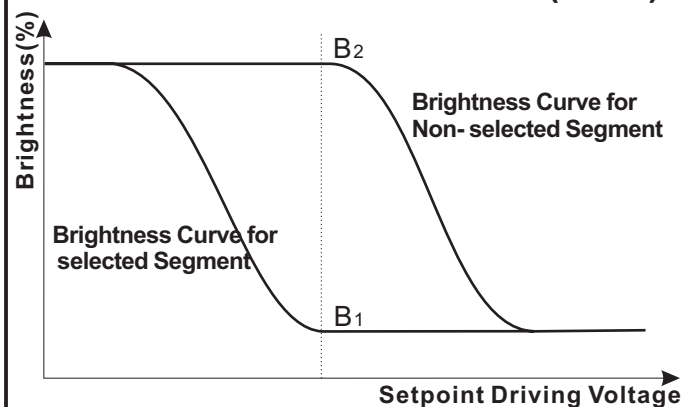 Brightness(%)
B2
Brightness Curve for
Non- selected Segment
Brightness Curve for
selected Segment
B1
Setpoint Driving Voltage